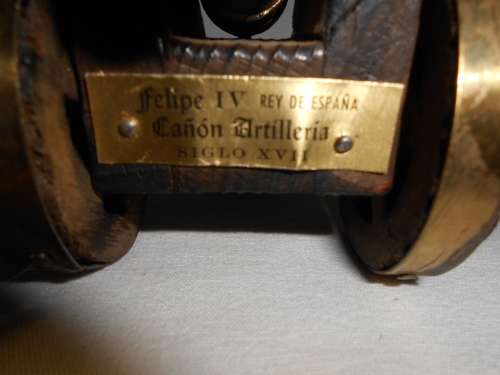 Felipe IV REY DE ESPAÑA
Cañón Artilleria
SIGLO XVII